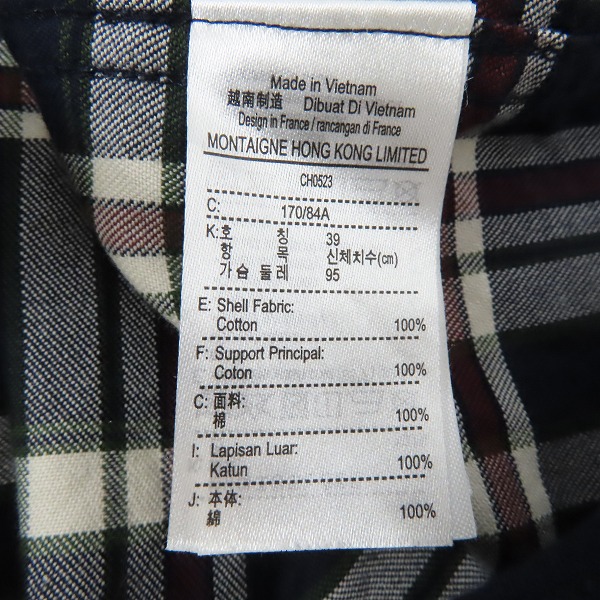 Made in Vietnam
越南制造 Dibuat Di Vietnam
Design in France / rancangan di France
MONTAIGNE HONG KONG LIMITED
CH0523
C: 170/84A
K: 호 칭 39
항 목 신체치수(cm)
가슴 둘레 95
E: Shell Fabric:
Cotton 100%
F: Support Principal:
Coton 100%
C: 面料:
棉 100%
I: Lapisan Luar:
Katun 100%
J: 本体:
綿 100%